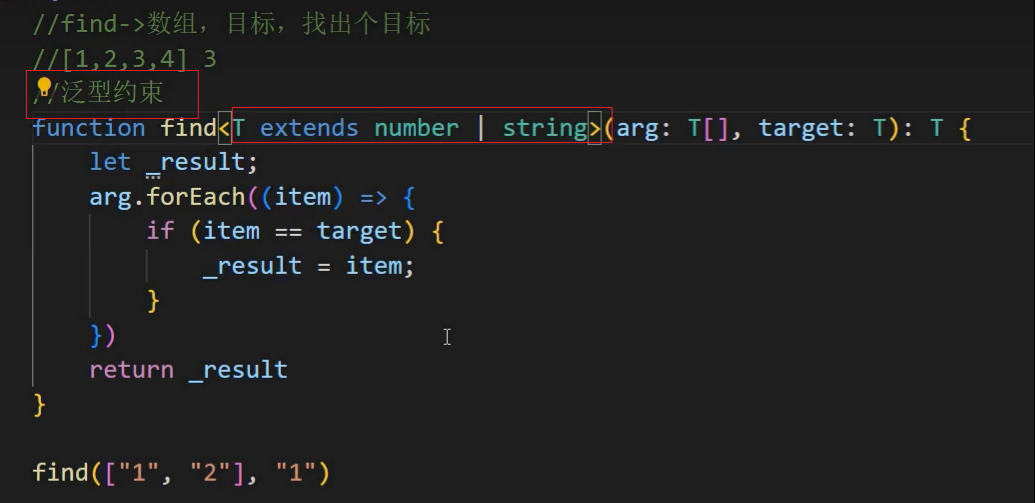 //find->数组，目标，找出个目标
//[1,2,3,4] 3
//泛型约束
function find<T extends number | string>(arg: T[], target: T): T {
    let _result;
    arg.forEach((item) => {
        if (item == target) {
            _result = item;
        }
    })
    return _result
}
find(["1", "2"], "1")